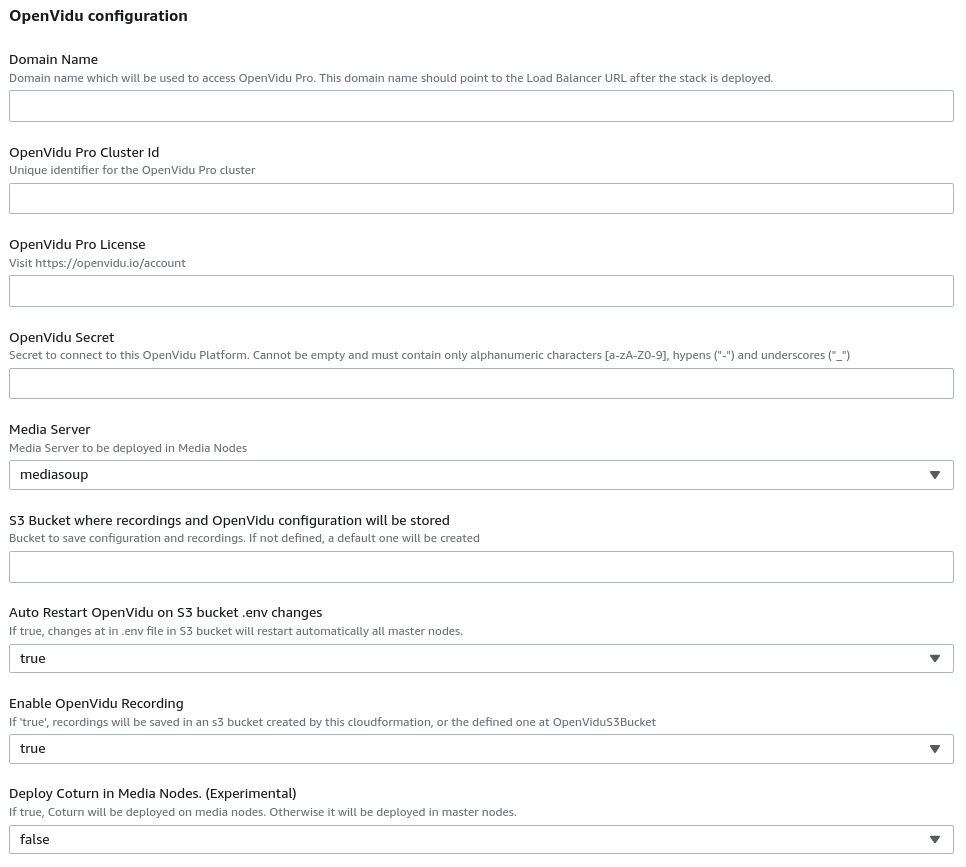 OpenVidu configuration
Domain Name
Domain name which will be used to access OpenVidu Pro. This domain name should point to the Load Balancer URL after the stack is deployed.
OpenVidu Pro Cluster Id
Unique identifier for the OpenVidu Pro cluster
OpenVidu Pro License
Visit https://openvidu.io/account
OpenVidu Secret
Secret to connect to this OpenVidu Platform. Cannot be empty and must contain only alphanumeric characters [a-zA-Z0-9], hypens ("-") and underscores ("_")
Media Server
Media Server to be deployed in Media Nodes
mediasoup
S3 Bucket where recordings and OpenVidu configuration will be stored
Bucket to save configuration and recordings. If not defined, a default one will be created
Auto Restart OpenVidu on S3 bucket .env changes
If true, changes at in .env file in S3 bucket will restart automatically all master nodes.
true
Enable OpenVidu Recording
If 'true', recordings will be saved in an s3 bucket created by this cloudformation, or the defined one at OpenViduS3Bucket
true
Deploy Coturn in Media Nodes. (Experimental)
If true, Coturn will be deployed on media nodes. Otherwise it will be deployed in master nodes.
false